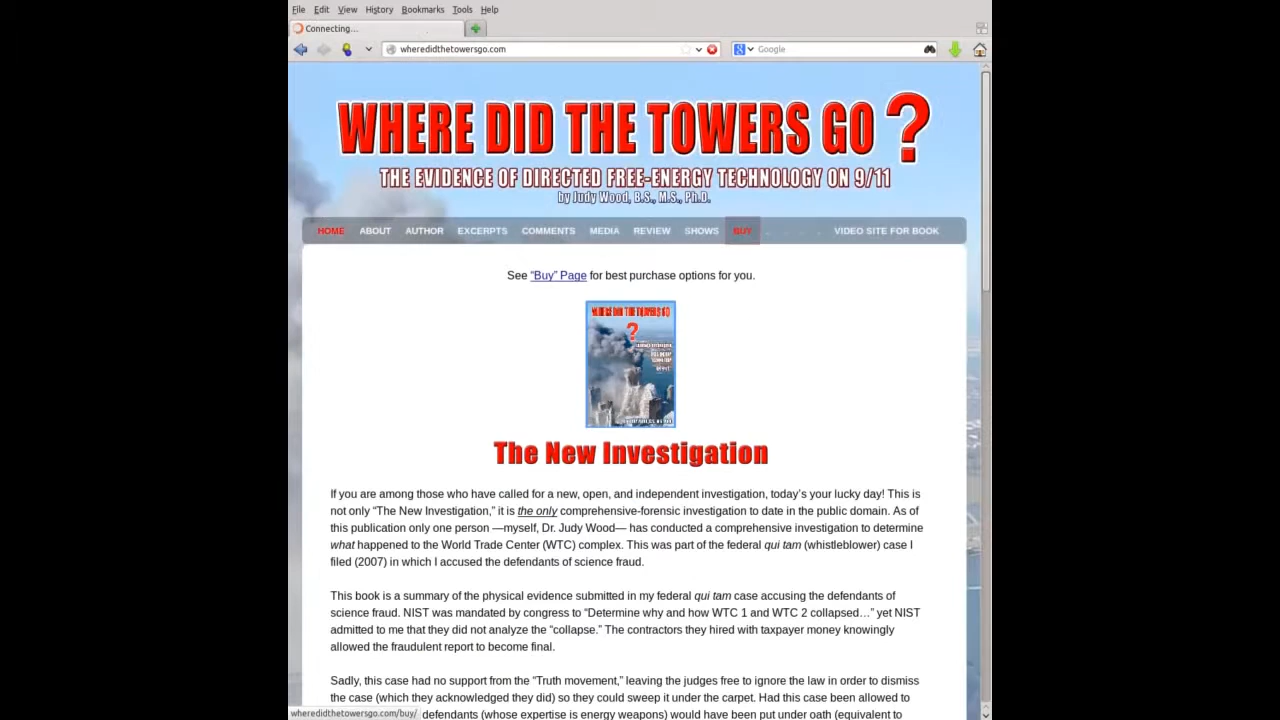 File Edit View History Bookmarks Tools Help
Connecting...
wheredidthetowersgo.com
Google
WHERE DID THE TOWERS GO ?
THE EVIDENCE OF DIRECTED FREE-ENERGY TECHNOLOGY ON 9/11
by Judy Wood, B.S., M.S., Ph.D.
HOME ABOUT AUTHOR EXCERPTS COMMENTS MEDIA REVIEW SHOWS BUY VIDEO SITE FOR BOOK
See “Buy” Page for best purchase options for you.
WHERE DID THE TOWERS GO
?
The New Investigation
If you are among those who have called for a new, open, and independent investigation, today’s your lucky day! This is
not only “The New Investigation,” it is the only comprehensive-forensic investigation to date in the public domain. As of
this publication only one person —myself, Dr. Judy Wood— has conducted a comprehensive investigation to determine
what happened to the World Trade Center (WTC) complex. This was part of the federal qui tam (whistleblower) case I
filed (2007) in which I accused the defendants of science fraud.
This book is a summary of the physical evidence submitted in my federal qui tam case accusing the defendants of
science fraud. NIST was mandated by congress to “Determine why and how WTC 1 and WTC 2 collapsed…” yet NIST
admitted to me that they did not analyze the “collapse.” The contractors they hired with taxpayer money knowingly
allowed the fraudulent report to become final.
Sadly, this case had no support from the “Truth movement,” leaving the judges free to ignore the law in order to dismiss
the case (which they acknowledged they did) so they could sweep it under the carpet. Had this case been allowed to
defendants (whose expertise is energy weapons) would have been put under oath (equivalent to
wheredidthetowersgo.com/buy/